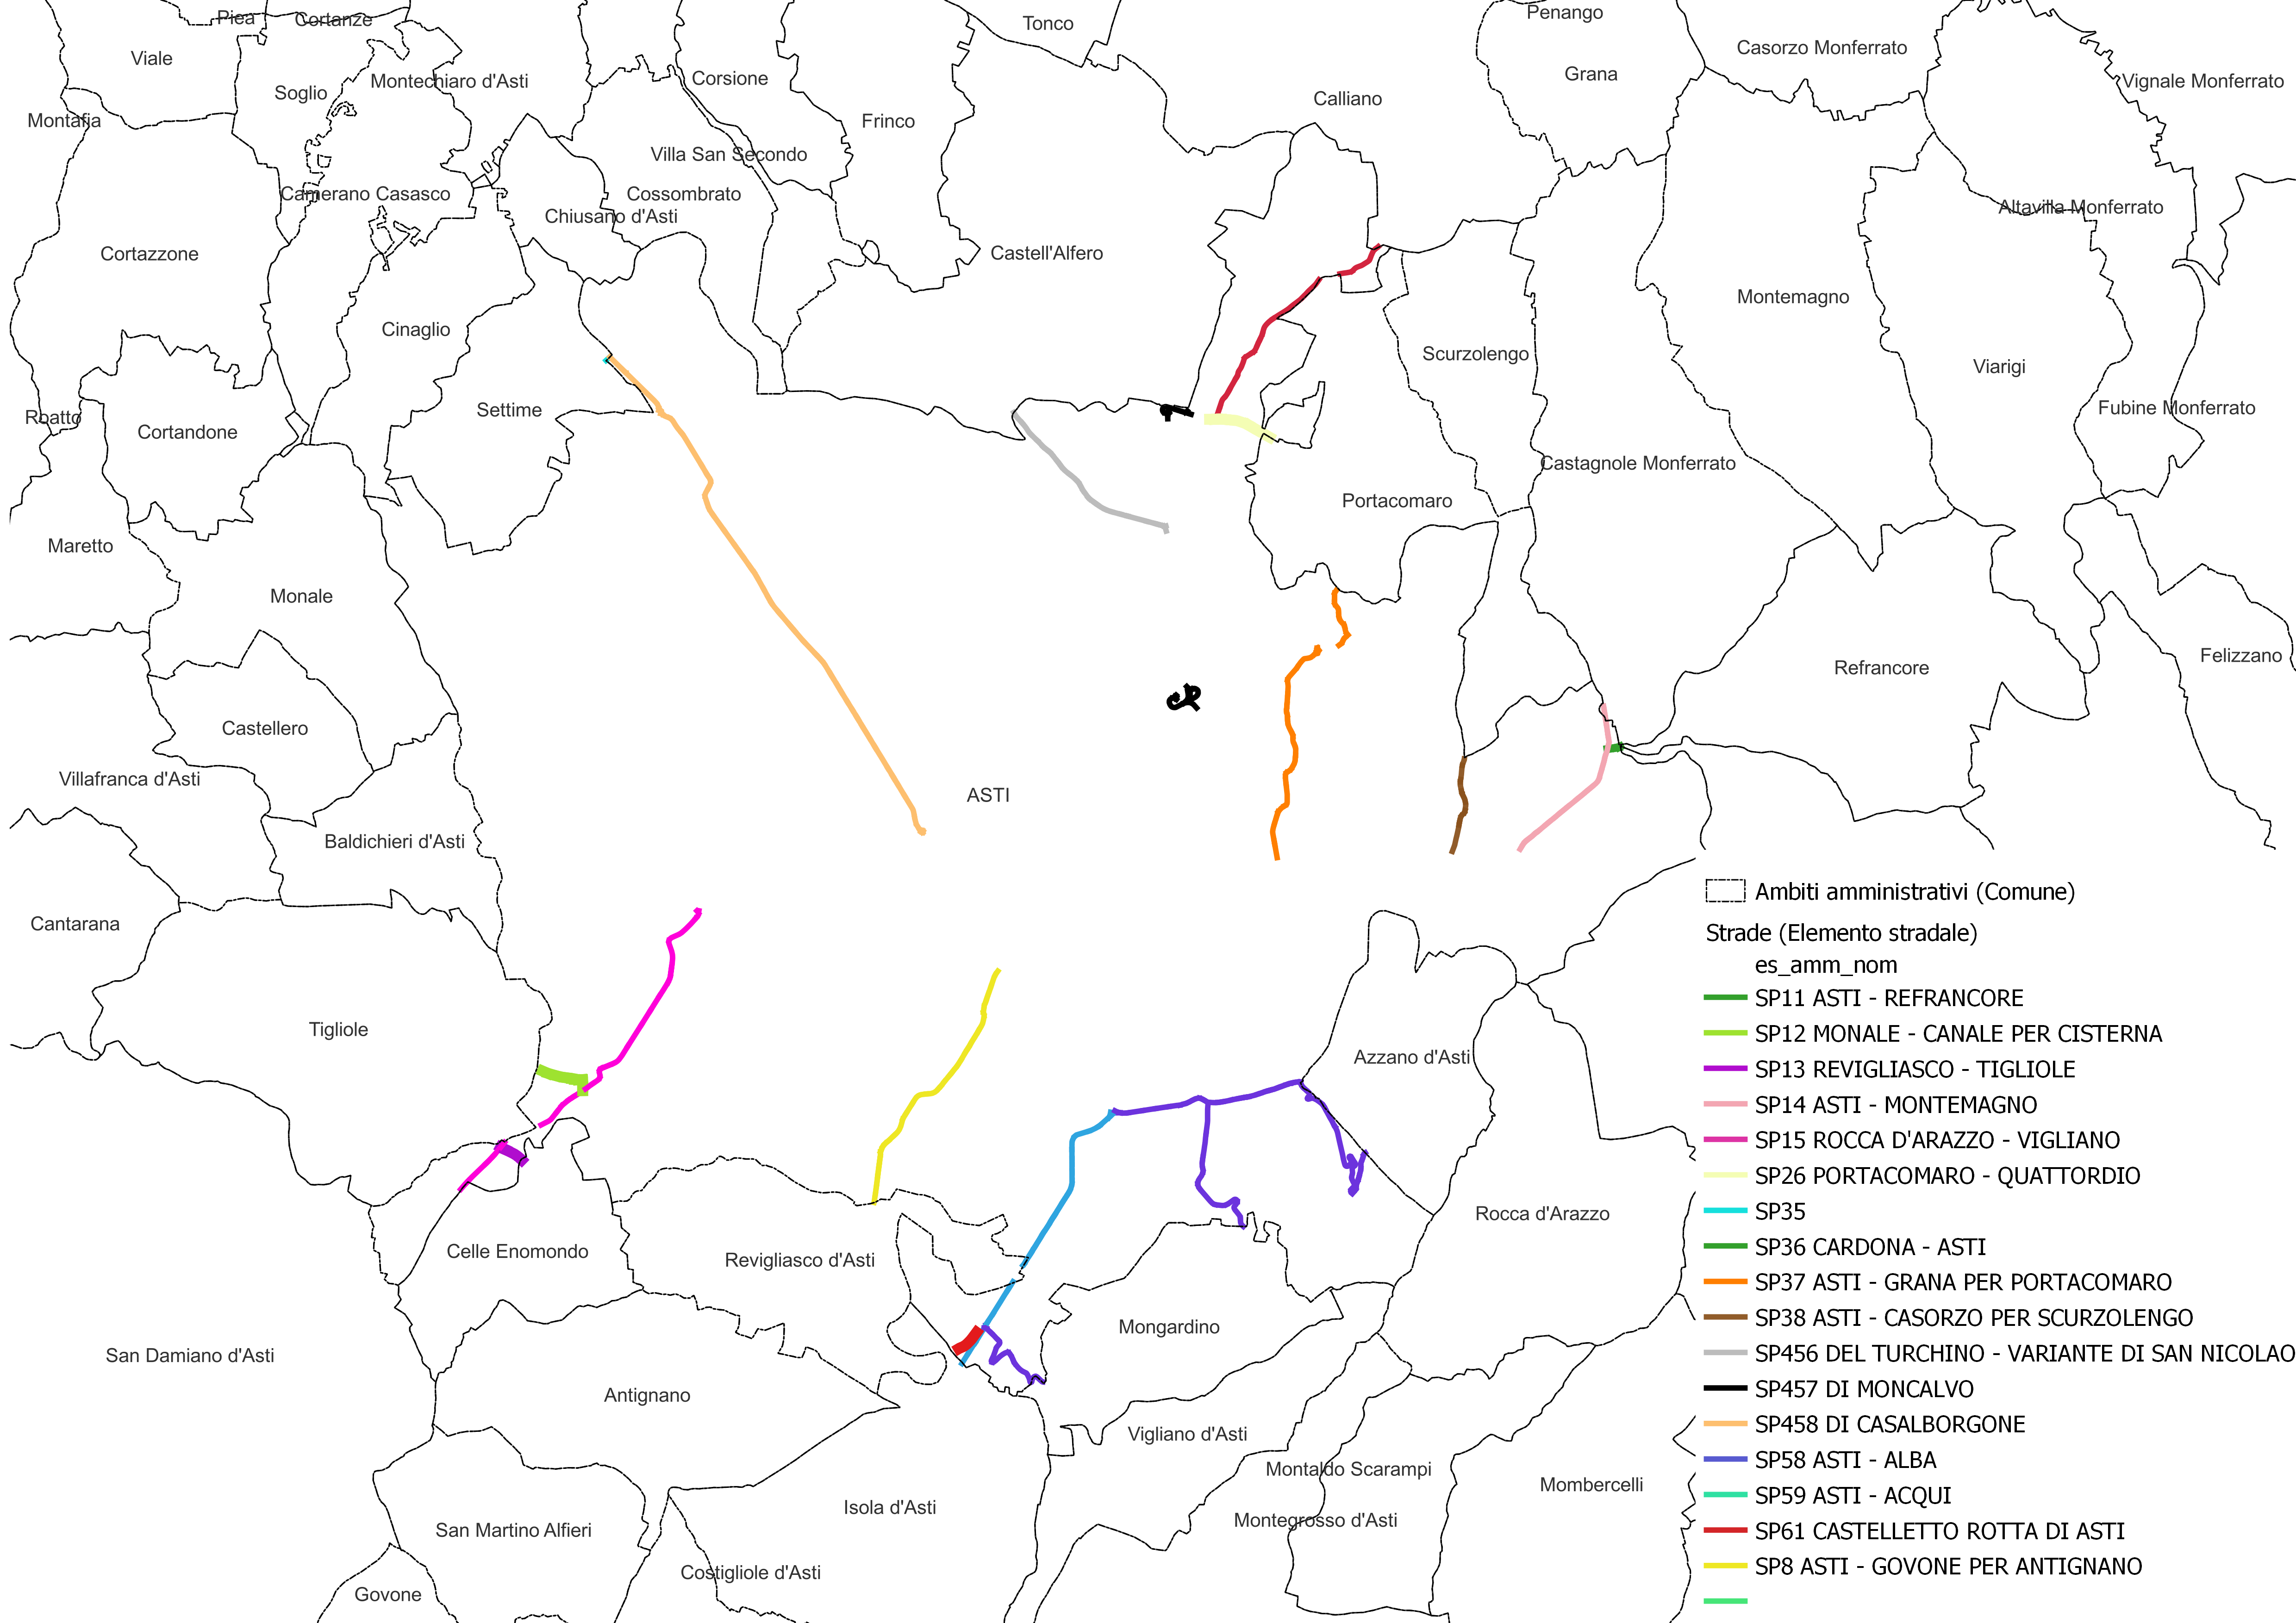 Piea
Cortanze
Viale
Soglio
Montechiaro d'Asti
Montafia
Corsione
Frinco
Tonco
Calliano
Penango
Grana
Casorzo Monferrato
Vignale Monferrato
Villa San Secondo
Camerano Casasco
Cossombrato
Chiusano d'Asti
Altavilla Monferrato
Cortazzone
Castell'Alfero
Montemagno
Cinaglio
Scurzolengo
Viarigi
Settime
Roatto
Cortandone
Fubine Monferrato
Castagnole Monferrato
Portacomaro
Maretto
Monale
Felizzano
Refrancore
Castellero
Villafranca d'Asti
ASTI
Baldichieri d'Asti
Cantarana
Tigliole
Azzano d'Asti
Rocca d'Arazzo
Celle Enomondo
Revigliasco d'Asti
Mongardino
San Damiano d'Asti
Antignano
Vigliano d'Asti
Montaldo Scarampi
Mombercelli
Isola d'Asti
Montegrosso d'Asti
San Martino Alfieri
Costigliole d'Asti
Govone
Ambiti amministrativi (Comune)
Strade (Elemento stradale)
es_amm_nom
SP11 ASTI - REFRANCORE
SP12 MONALE - CANALE PER CISTERNA
SP13 REVIGLIASCO - TIGLIOLE
SP14 ASTI - MONTEMAGNO
SP15 ROCCA D'ARAZZO - VIGLIANO
SP26 PORTACOMARO - QUATTORDIO
SP35
SP36 CARDONA - ASTI
SP37 ASTI - GRANA PER PORTACOMARO
SP38 ASTI - CASORZO PER SCURZOLENGO
SP456 DEL TURCHINO - VARIANTE DI SAN NICOLAO
SP457 DI MONCALVO
SP458 DI CASALBORGONE
SP58 ASTI - ALBA
SP59 ASTI - ACQUI
SP61 CASTELLETTO ROTTA DI ASTI
SP8 ASTI - GOVONE PER ANTIGNANO